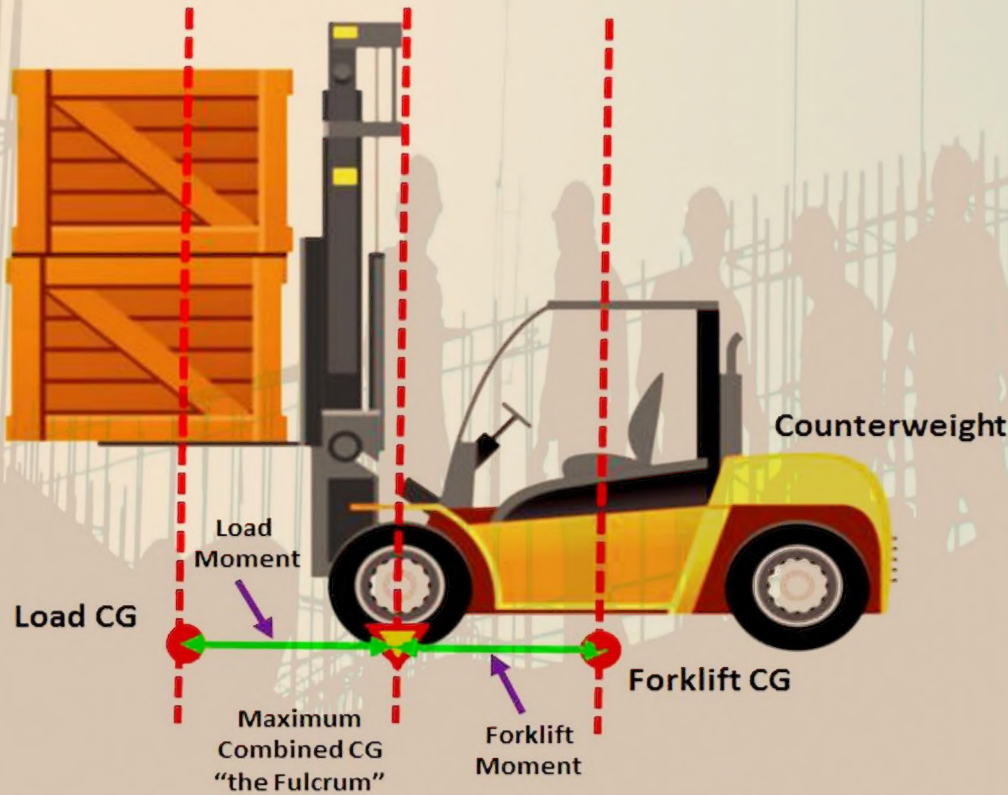 Counterweight
Load
Moment
Load CG
Forklift CG
Maximum
Combined CG
“the Fulcrum”
Forklift
Moment